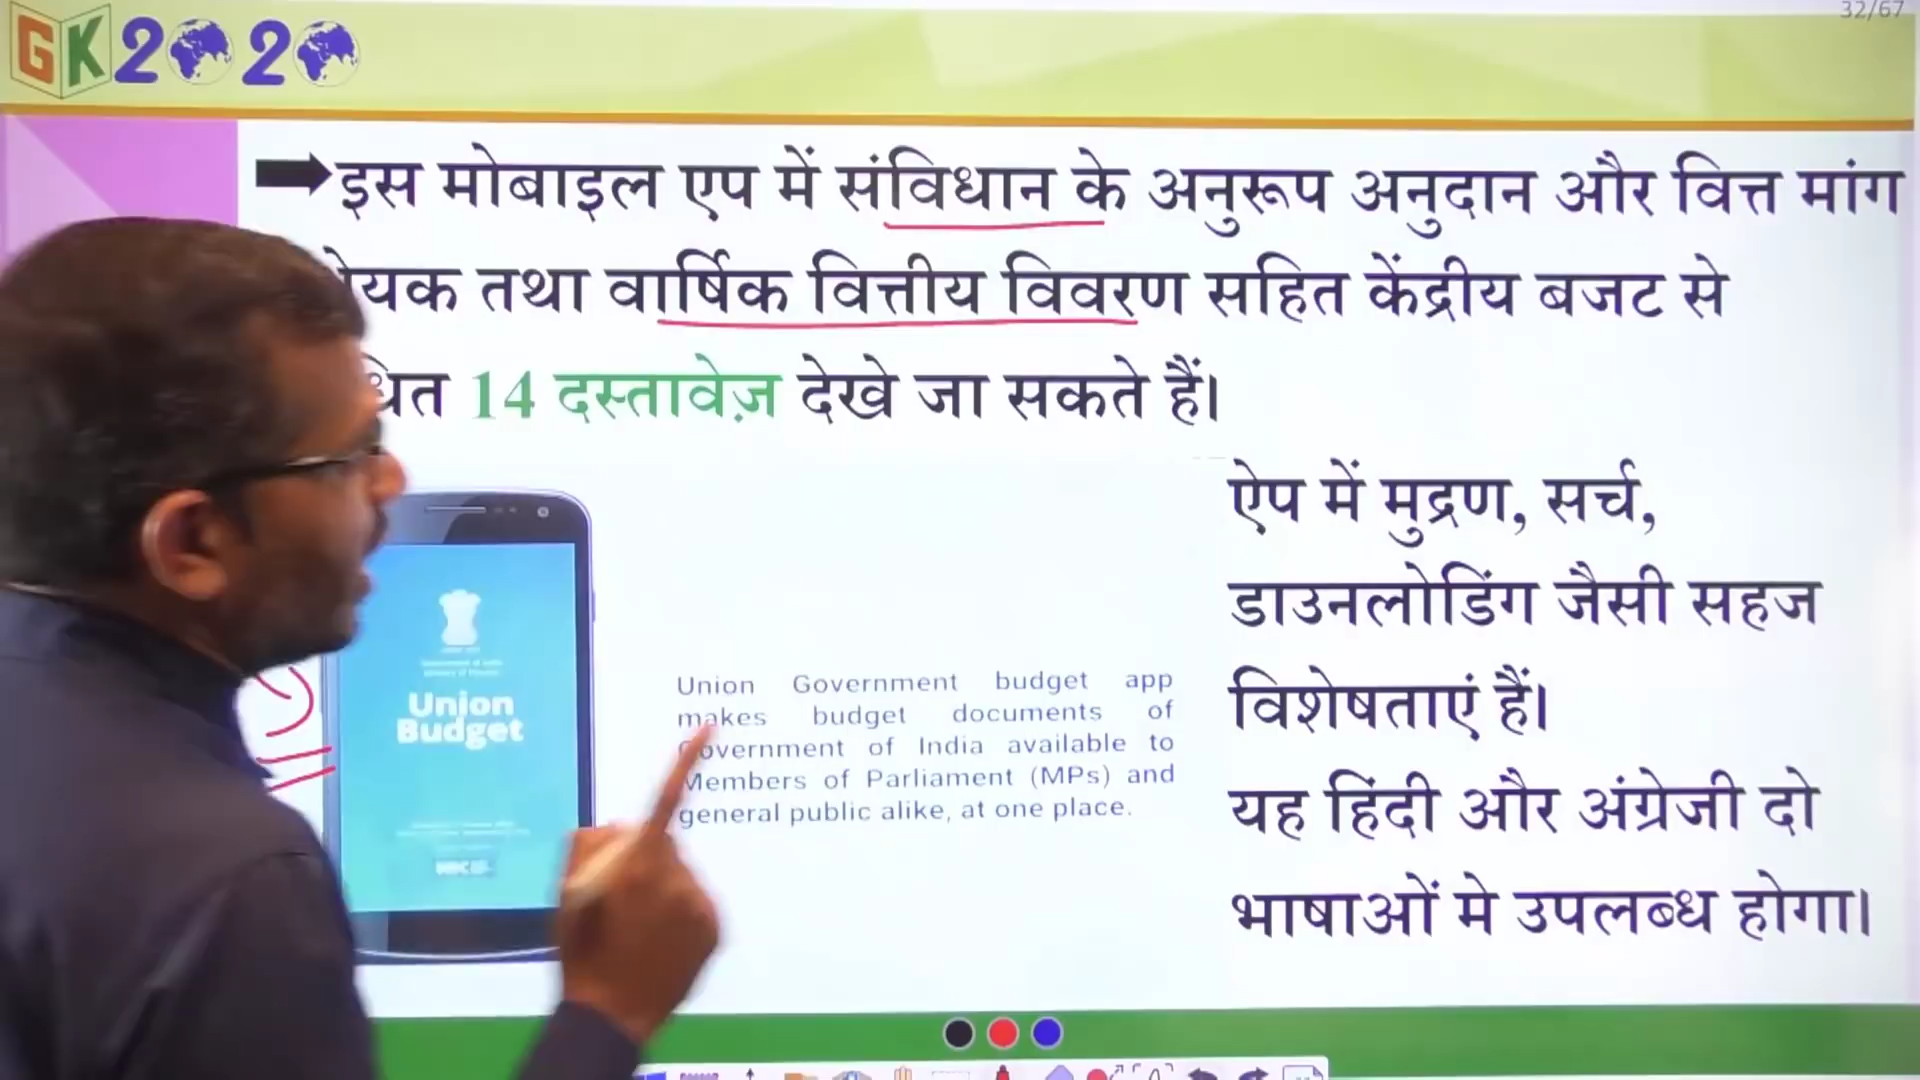 32/67
GK2020
इस मोबाइल एप में संविधान के अनुरूप अनुदान और वित्त मांग
तथा वार्षिक वित्तीय विवरण सहित केंद्रीय बजट से
14 दस्तावेज़ देखे जा सकते हैं।
ऐप में मुद्रण, सर्च,
डाउनलोडिंग जैसी सहज
विशेषताएं हैं।
यह हिंदी और अंग्रेजी दो
भाषाओं मे उपलब्ध होगा।
Union
Budget
Union Government budget app
makes budget documents of
Government of India available to
Members of Parliament (MPs) and
general public alike, at one place.